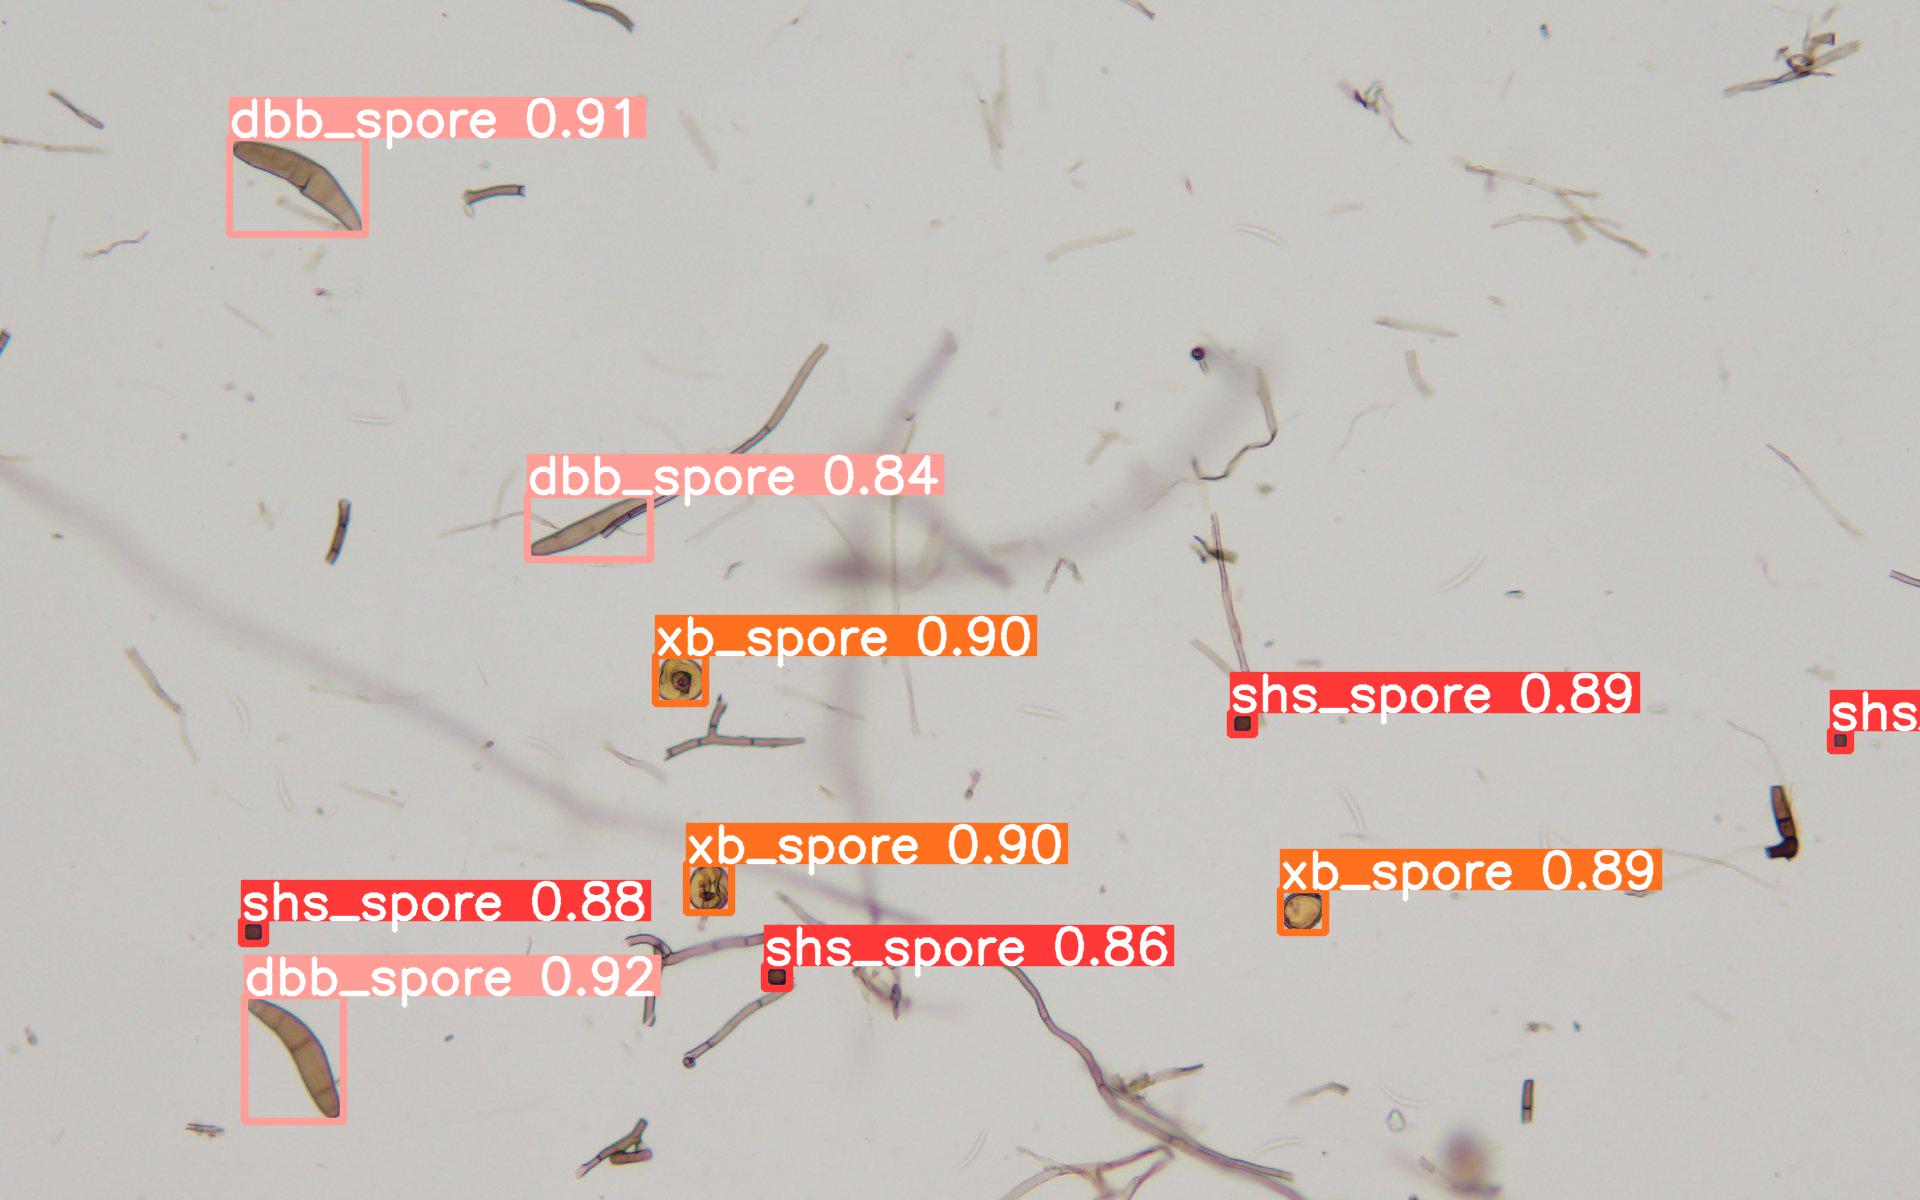 dbb_spore 0.91
dbb_spore 0.84
xb_spore 0.90
shs_spore 0.89
shs_
xb_spore 0.90
xb_spore 0.89
shs_spore 0.88
shs_spore 0.86
dbb_spore 0.92